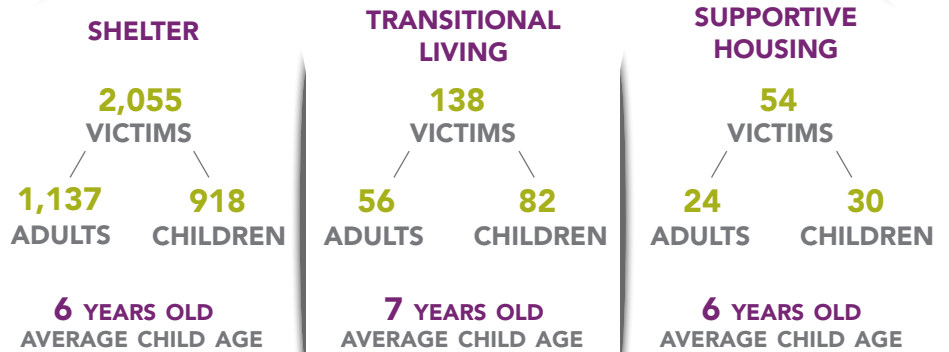 SHELTER
2,055
VICTIMS
1,137
ADULTS
918
CHILDREN
6 YEARS OLD
AVERAGE CHILD AGE
TRANSITIONAL
LIVING
138
VICTIMS
56
ADULTS
82
CHILDREN
7 YEARS OLD
AVERAGE CHILD AGE
SUPPORTIVE
HOUSING
54
VICTIMS
24
ADULTS
30
CHILDREN
6 YEARS OLD
AVERAGE CHILD AGE